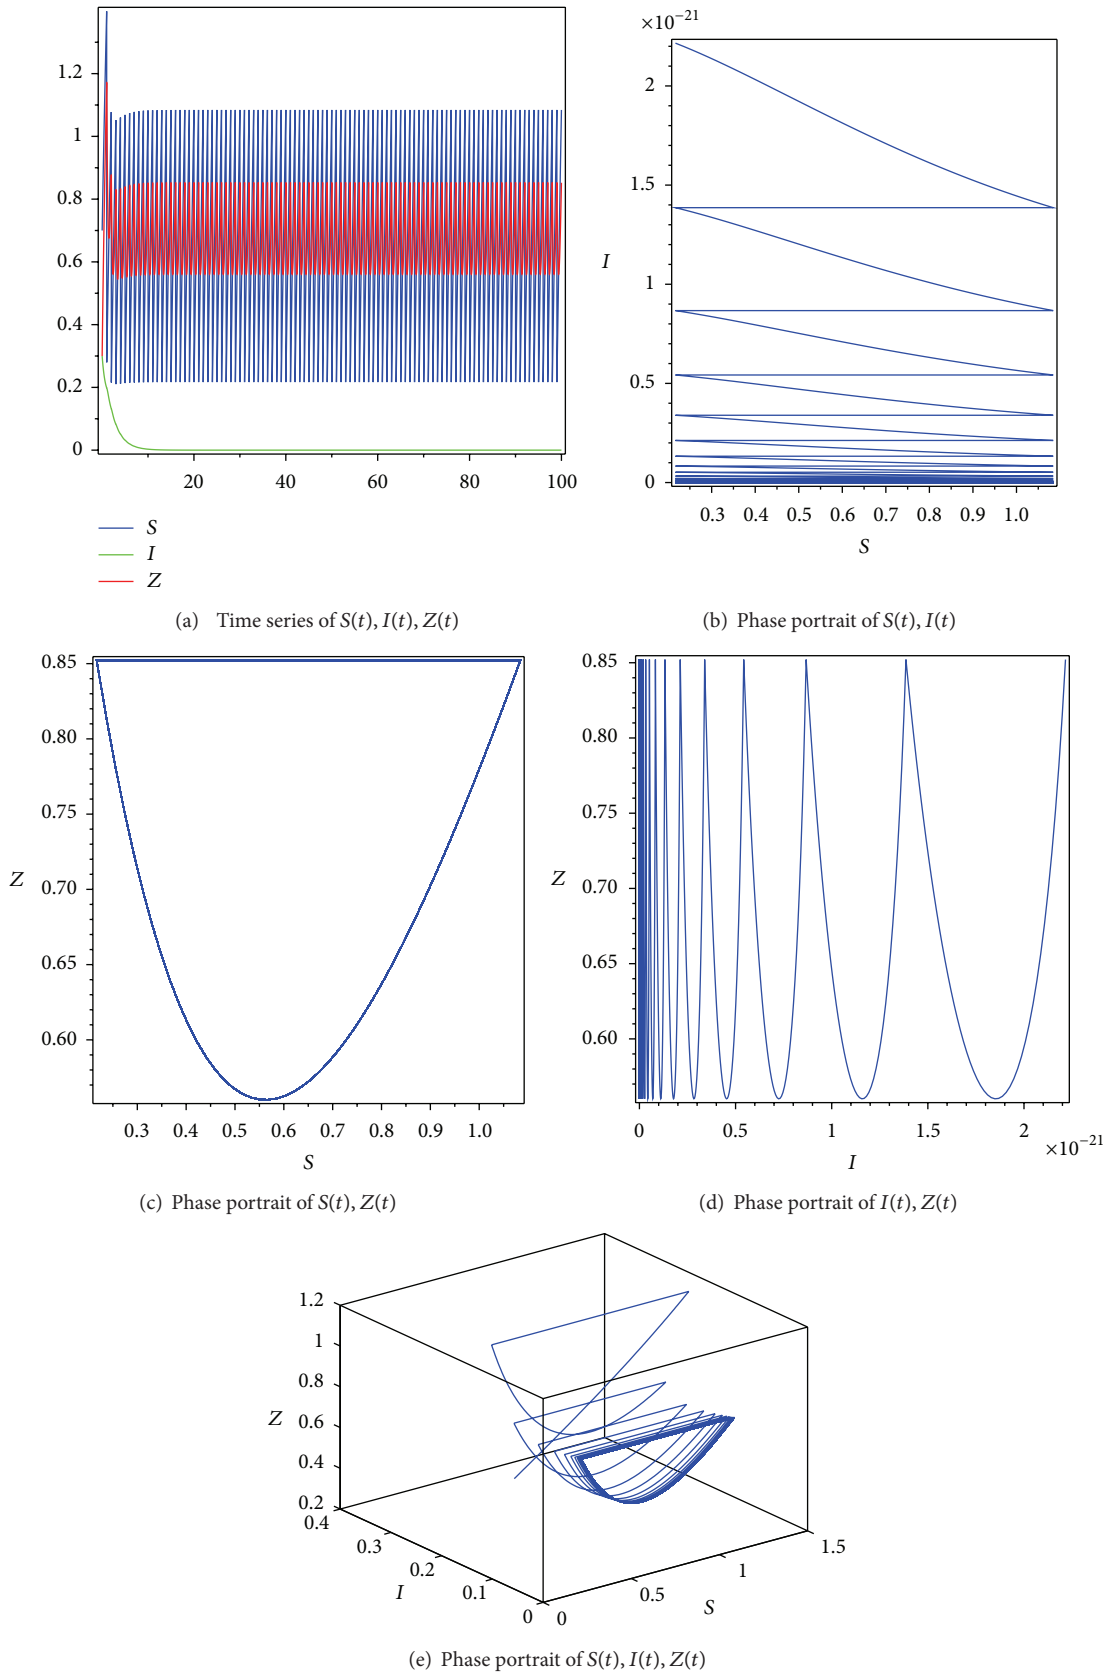 1.2
1
0.8
0.6
0.4
0.2
0
20 40 60 80 100
S
I
Z
(a) Time series of S(t), I(t), Z(t)
×10−21
2
1.5
I
1
0.5
0
0.3 0.4 0.5 0.6 0.7 0.8 0.9 1.0
S
(b) Phase portrait of S(t), I(t)
0.85
0.80
0.75
0.70
Z
0.65
0.60
0.3 0.4 0.5 0.6 0.7 0.8 0.9 1.0
S
(c) Phase portrait of S(t), Z(t)
0.85
0.80
0.75
0.70
Z
0.65
0.60
0 0.5 1 1.5 2
×10−21
I
(d) Phase portrait of I(t), Z(t)
1.2
1
0.8
Z
0.6
0.4
0.2
0.4
0.3
0.2
0.1
0
I
0
0.5
1
1.5
S
(e) Phase portrait of S(t), I(t), Z(t)